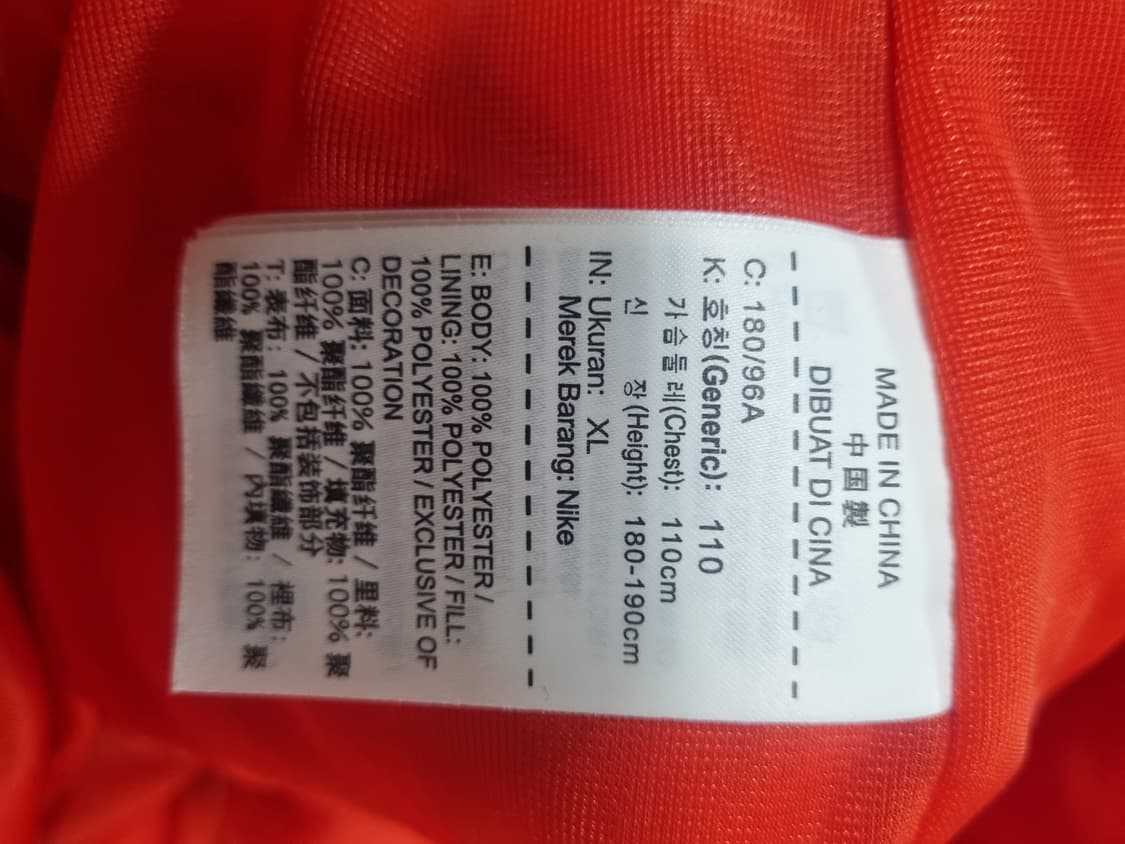 MADE IN CHINA
中国製
DIBUAT DI CINA
C: 180/96A
K: 호칭(Generic): 110
가슴둘레(Chest): 110cm
신 장(Height): 180-190cm
IN: Ukuran: XL
Merek Barang: Nike
E: BODY: 100% POLYESTER /
LINING: 100% POLYESTER / FILL:
100% POLYESTER / EXCLUSIVE OF
DECORATION
C: 面料: 100% 聚酯纤维 / 里料:
100% 聚酯纤维 / 填充物: 100% 聚
酯纤维 / 不包括装饰部分
T: 表布: 100% 聚酯纖維 / 裡布:
100% 聚酯纖維 / 內填物: 100% 聚
酯纖維